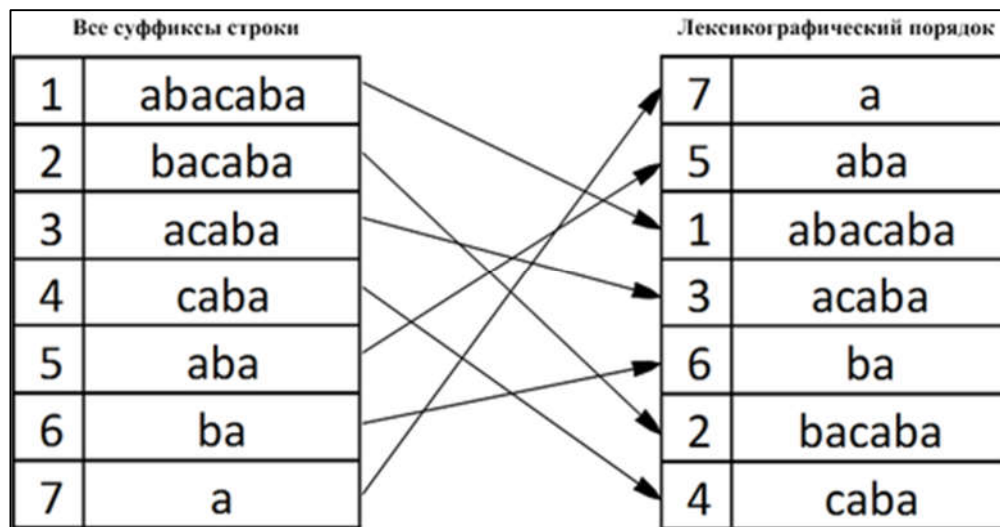 Все суффиксы строки
1 abacaba
2 bacaba
3 acaba
4 caba
5 aba
6 ba
7 a
Лексикографический порядок
7 a
5 aba
1 abacaba
3 acaba
6 ba
2 bacaba
4 caba